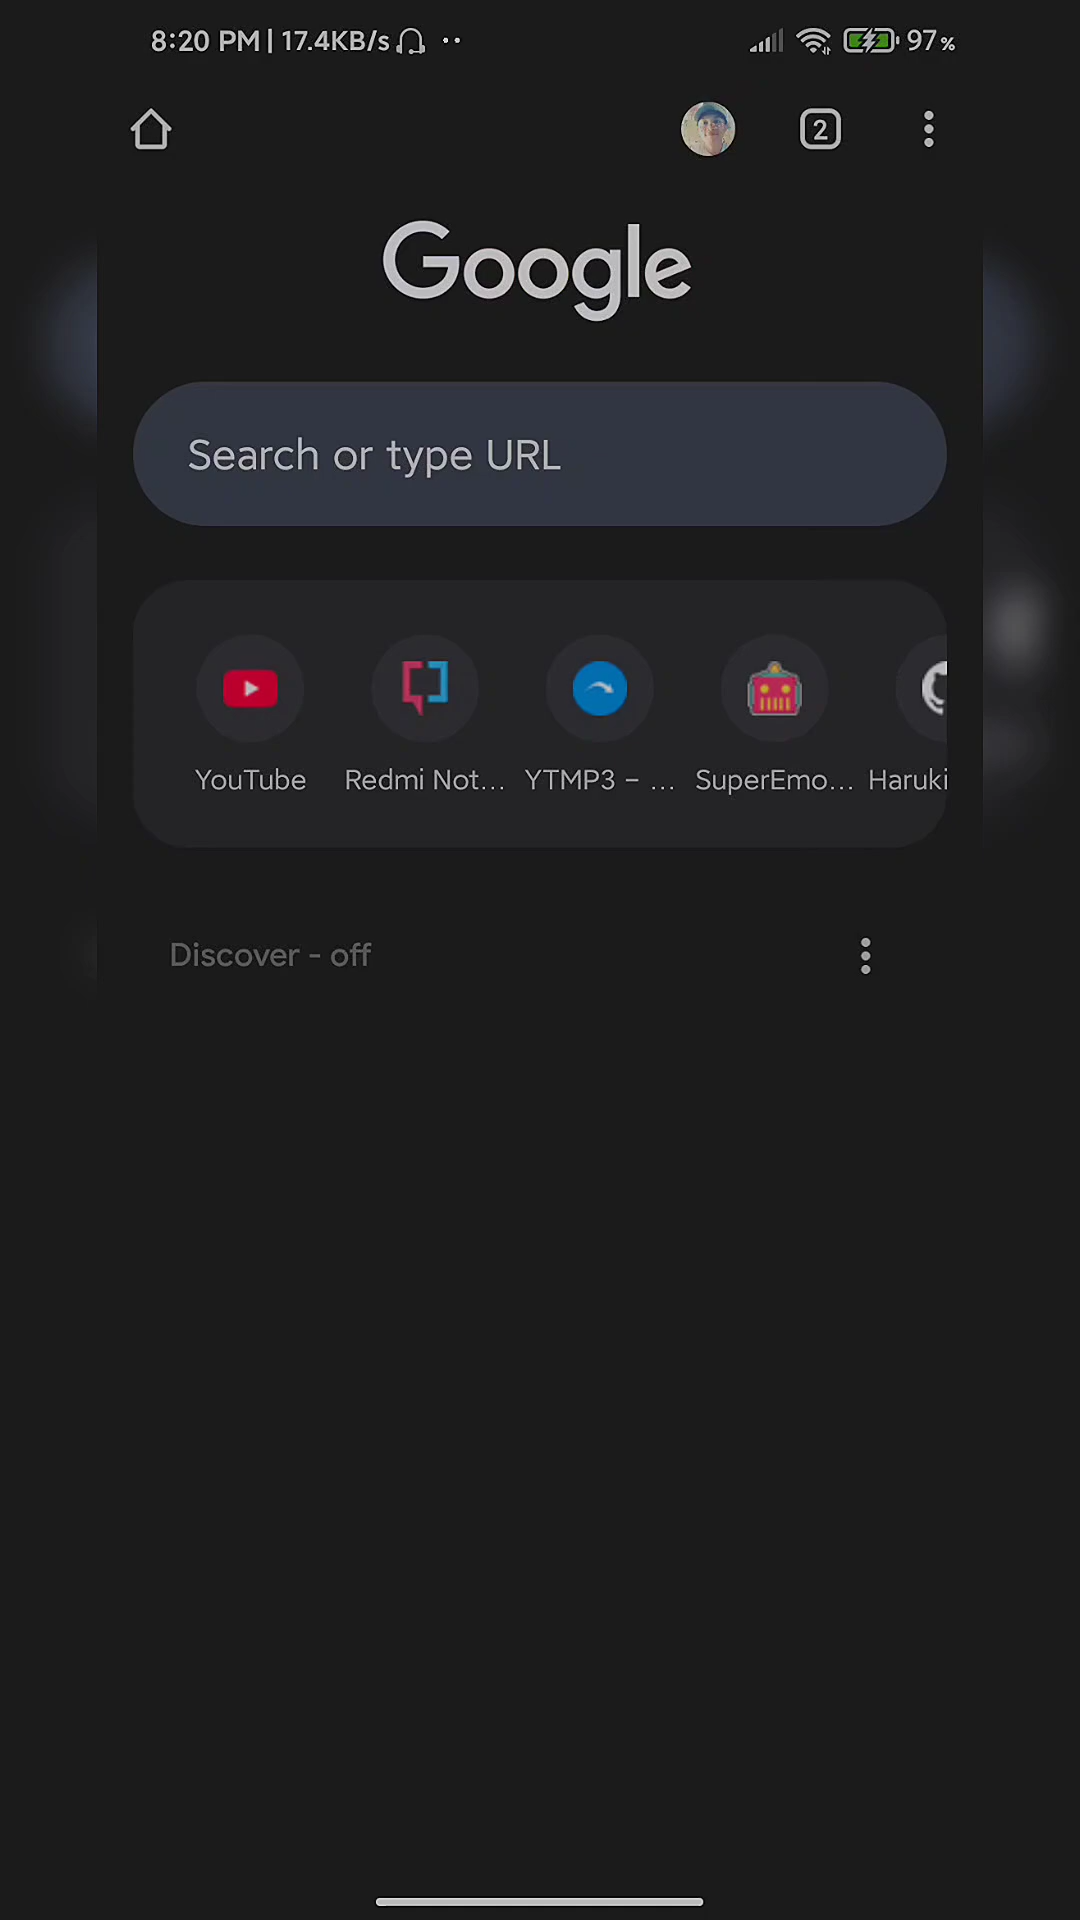 8:20 PM | 17.4KB/s 97%
2
Google
Search or type URL
YouTube Redmi Not... YTMP3 – ... SuperEmo... Haruki
Discover - off